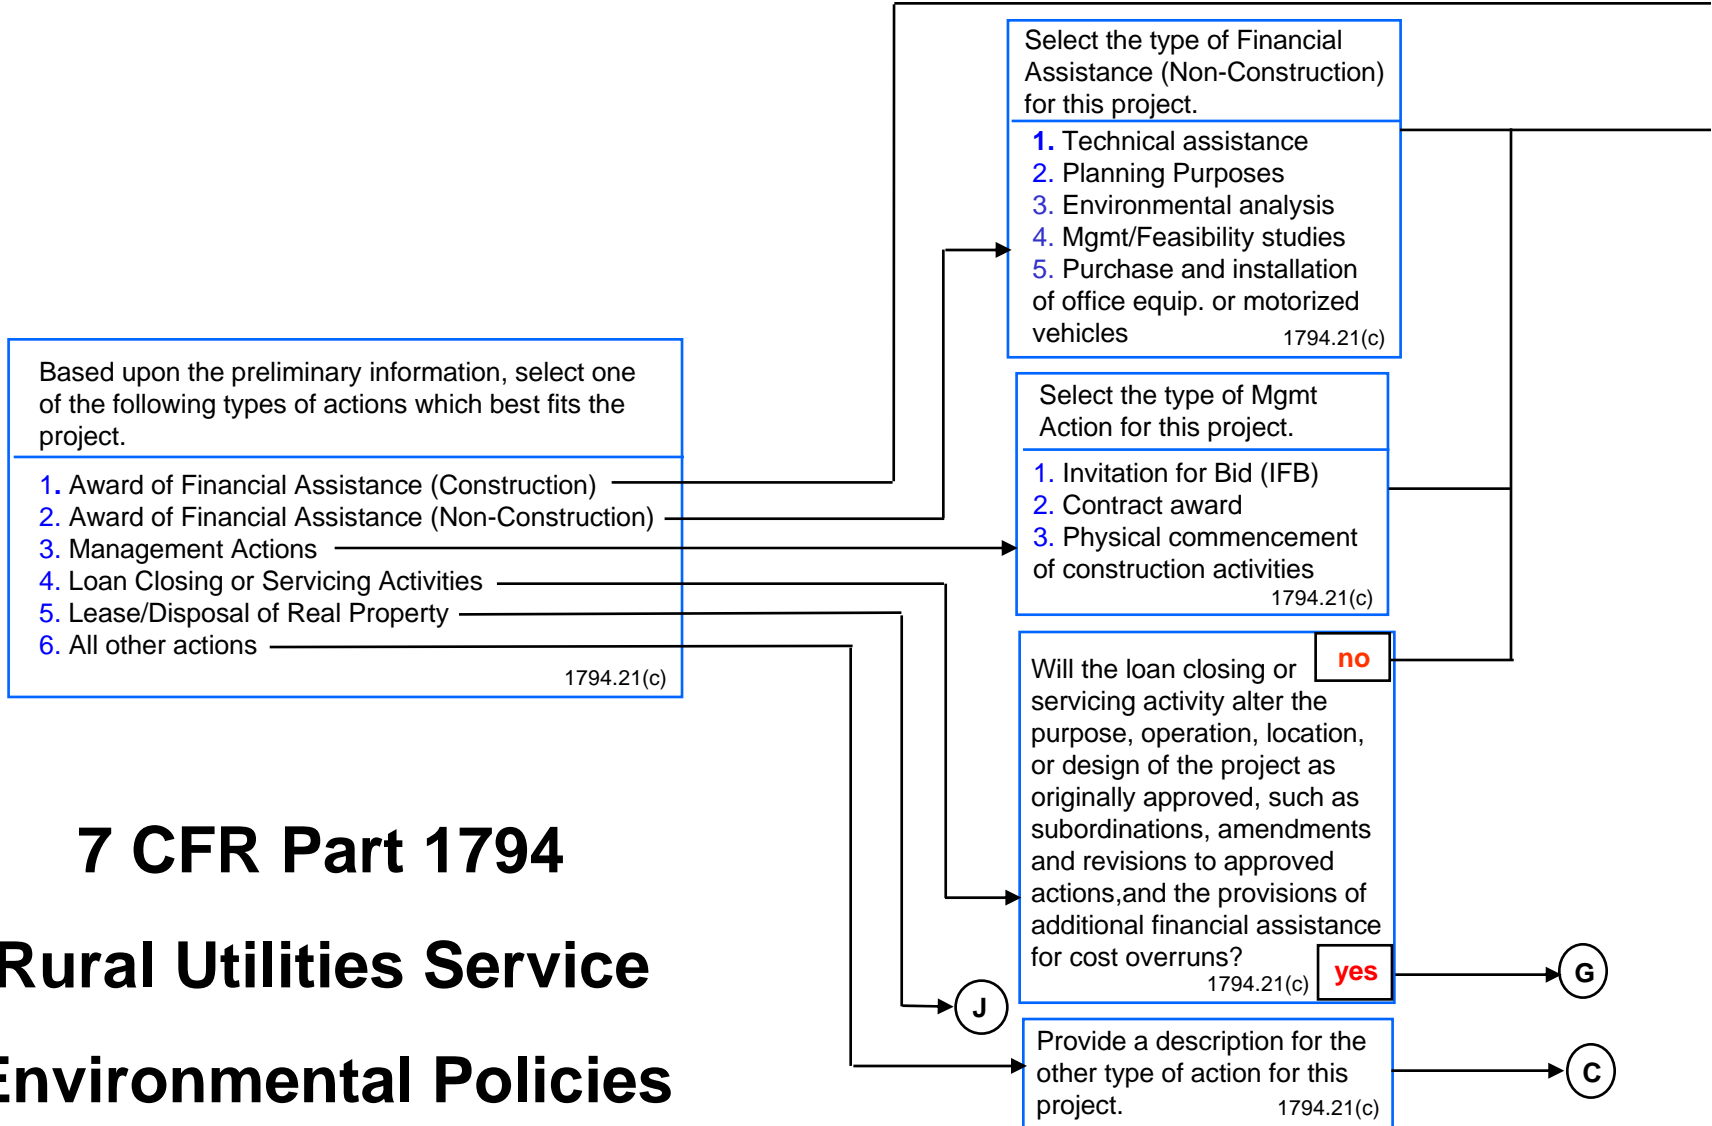 Select the type of Financial
Assistance (Non-Construction)
for this project.
1. Technical assistance
2. Planning Purposes
3. Environmental analysis
4. Mgmt/Feasibility studies
5. Purchase and installation
of office equip. or motorized
vehicles 1794.21(c)
Based upon the preliminary information, select one
of the following types of actions which best fits the
project.
1. Award of Financial Assistance (Construction)
2. Award of Financial Assistance (Non-Construction)
3. Management Actions
4. Loan Closing or Servicing Activities
5. Lease/Disposal of Real Property
6. All other actions
1794.21(c)
Select the type of Mgmt
Action for this project.
1. Invitation for Bid (IFB)
2. Contract award
3. Physical commencement
of construction activities
1794.21(c)
no
Will the loan closing or
servicing activity alter the
purpose, operation, location,
or design of the project as
originally approved, such as
subordinations, amendments
and revisions to approved
actions,and the provisions of
additional financial assistance
for cost overruns?
1794.21(c)
yes
G
J
Provide a description for the
other type of action for this
project. 1794.21(c)
C
7 CFR Part 1794
Rural Utilities Service
Environmental Policies